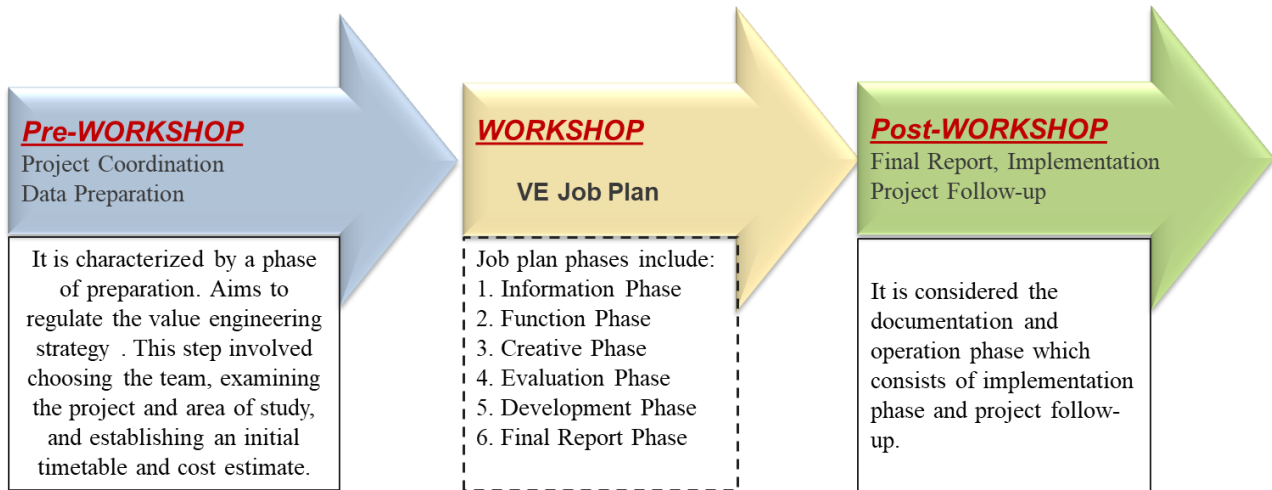 Pre-WORKSHOP
Project Coordination
Data Preparation
It is characterized by a phase
of preparation. Aims to
regulate the value engineering
strategy . This step involved
choosing the team, examining
the project and area of study,
and establishing an initial
timetable and cost estimate.
WORKSHOP
VE Job Plan
Job plan phases include:
1. Information Phase
2. Function Phase
3. Creative Phase
4. Evaluation Phase
5. Development Phase
6. Final Report Phase
Post-WORKSHOP
Final Report, Implementation
Project Follow-up
It is considered the
documentation and
operation phase which
consists of implementation
phase and project follow-
up.